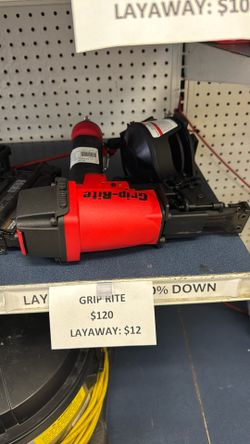 LAYAWAY: $10
Grip-Rite
LAY
0% DOWN
GRIP RITE
$120
LAYAWAY: $12